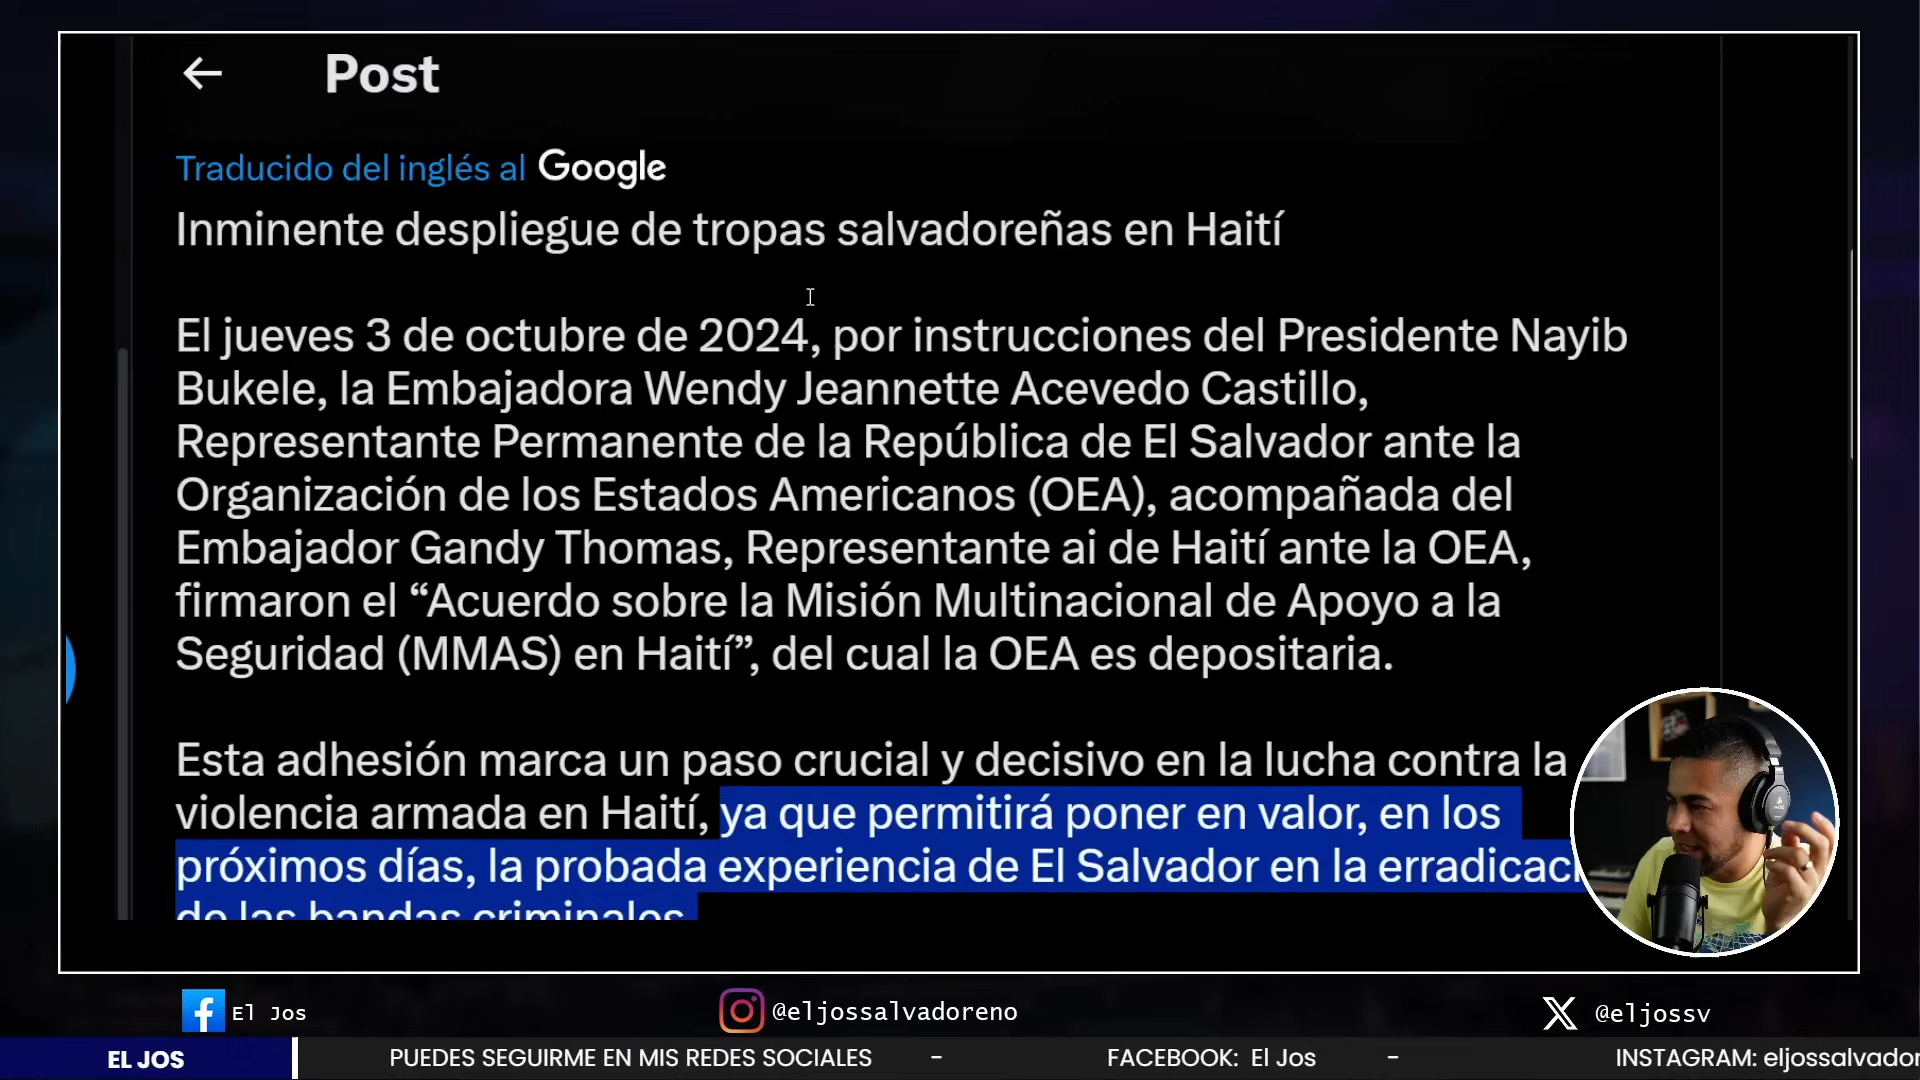 Post
Traducido del inglés al Google
Inminente despliegue de tropas salvadoreñas en Haití
El jueves 3 de octubre de 2024, por instrucciones del Presidente Nayib
Bukele, la Embajadora Wendy Jeannette Acevedo Castillo,
Representante Permanente de la República de El Salvador ante la
Organización de los Estados Americanos (OEA), acompañada del
Embajador Gandy Thomas, Representante ai de Haití ante la OEA,
firmaron el “Acuerdo sobre la Misión Multinacional de Apoyo a la
Seguridad (MMAS) en Haití”, del cual la OEA es depositaria.
Esta adhesión marca un paso crucial y decisivo en la lucha contra la
violencia armada en Haití, ya que permitirá poner en valor, en los
próximos días, la probada experiencia de El Salvador en la erradicaci
de las bandas criminales.
El Jos
@eljossalvadoreno
@eljossv
EL JOS
PUEDES SEGUIRME EN MIS REDES SOCIALES - FACEBOOK: El Jos - INSTAGRAM: eljossalvador